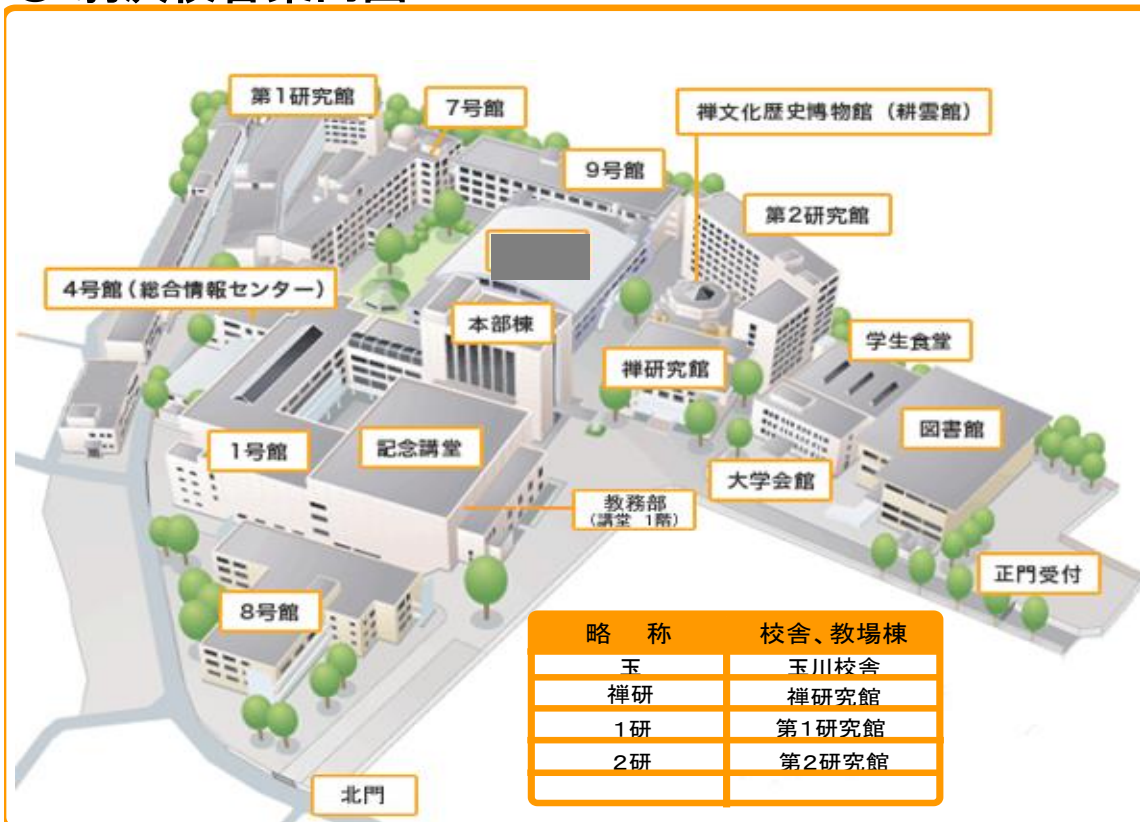 第1研究館
7号館
禅文化歴史博物館（耕雲館）
9号館
第2研究館
4号館（総合情報センター）
本部棟
学生食堂
禅研究館
図書館
1号館
記念講堂
大学会館
教務部
（講堂 1階）
正門受付
8号館
北門
略 称 校舎、教場棟
玉 玉川校舎
禅研 禅研究館
1研 第1研究館
2研 第2研究館